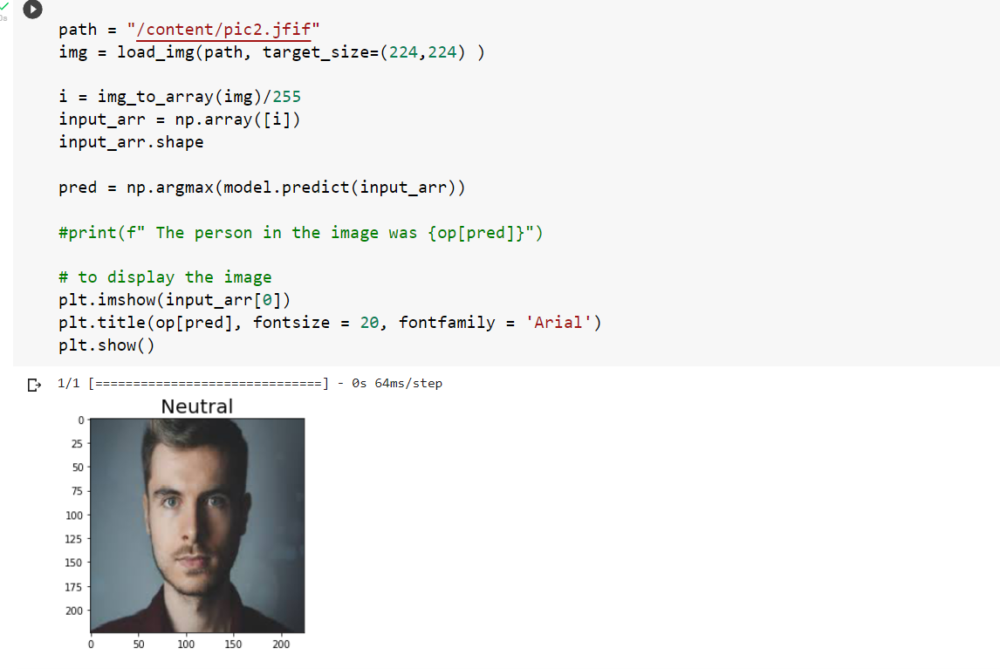 path = "/content/pic2.jfif"
img = load_img(path, target_size=(224,224) )
i = img_to_array(img)/255
input_arr = np.array([i])
input_arr.shape
pred = np.argmax(model.predict(input_arr))
#print(f" The person in the image was {op[pred]}")
# to display the image
plt.imshow(input_arr[0])
plt.title(op[pred], fontsize = 20, fontfamily = 'Arial')
plt.show()
1/1 [==============================] - 0s 64ms/step
Neutral
0
25
50
75
100
125
150
175
200
0 50 100 150 200